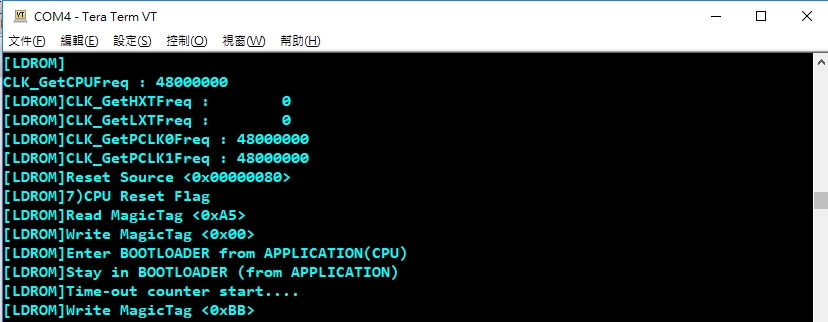 COM4 - Tera Term VT
文件(F) 編輯(E) 設定(S) 控制(O) 視窗(W) 幫助(H)
[LDROM]
CLK_GetCPUFreq : 48000000
[LDROM]CLK_GetHXTFreq :        0
[LDROM]CLK_GetLXTFreq :        0
[LDROM]CLK_GetPCLK0Freq : 48000000
[LDROM]CLK_GetPCLK1Freq : 48000000
[LDROM]Reset Source <0x00000080>
[LDROM]7)CPU Reset Flag
[LDROM]Read MagicTag <0xA5>
[LDROM]Write MagicTag <0x00>
[LDROM]Enter BOOTLOADER from APPLICATION(CPU)
[LDROM]Stay in BOOTLOADER (from APPLICATION)
[LDROM]Time-out counter start....
[LDROM]Write MagicTag <0xBB>